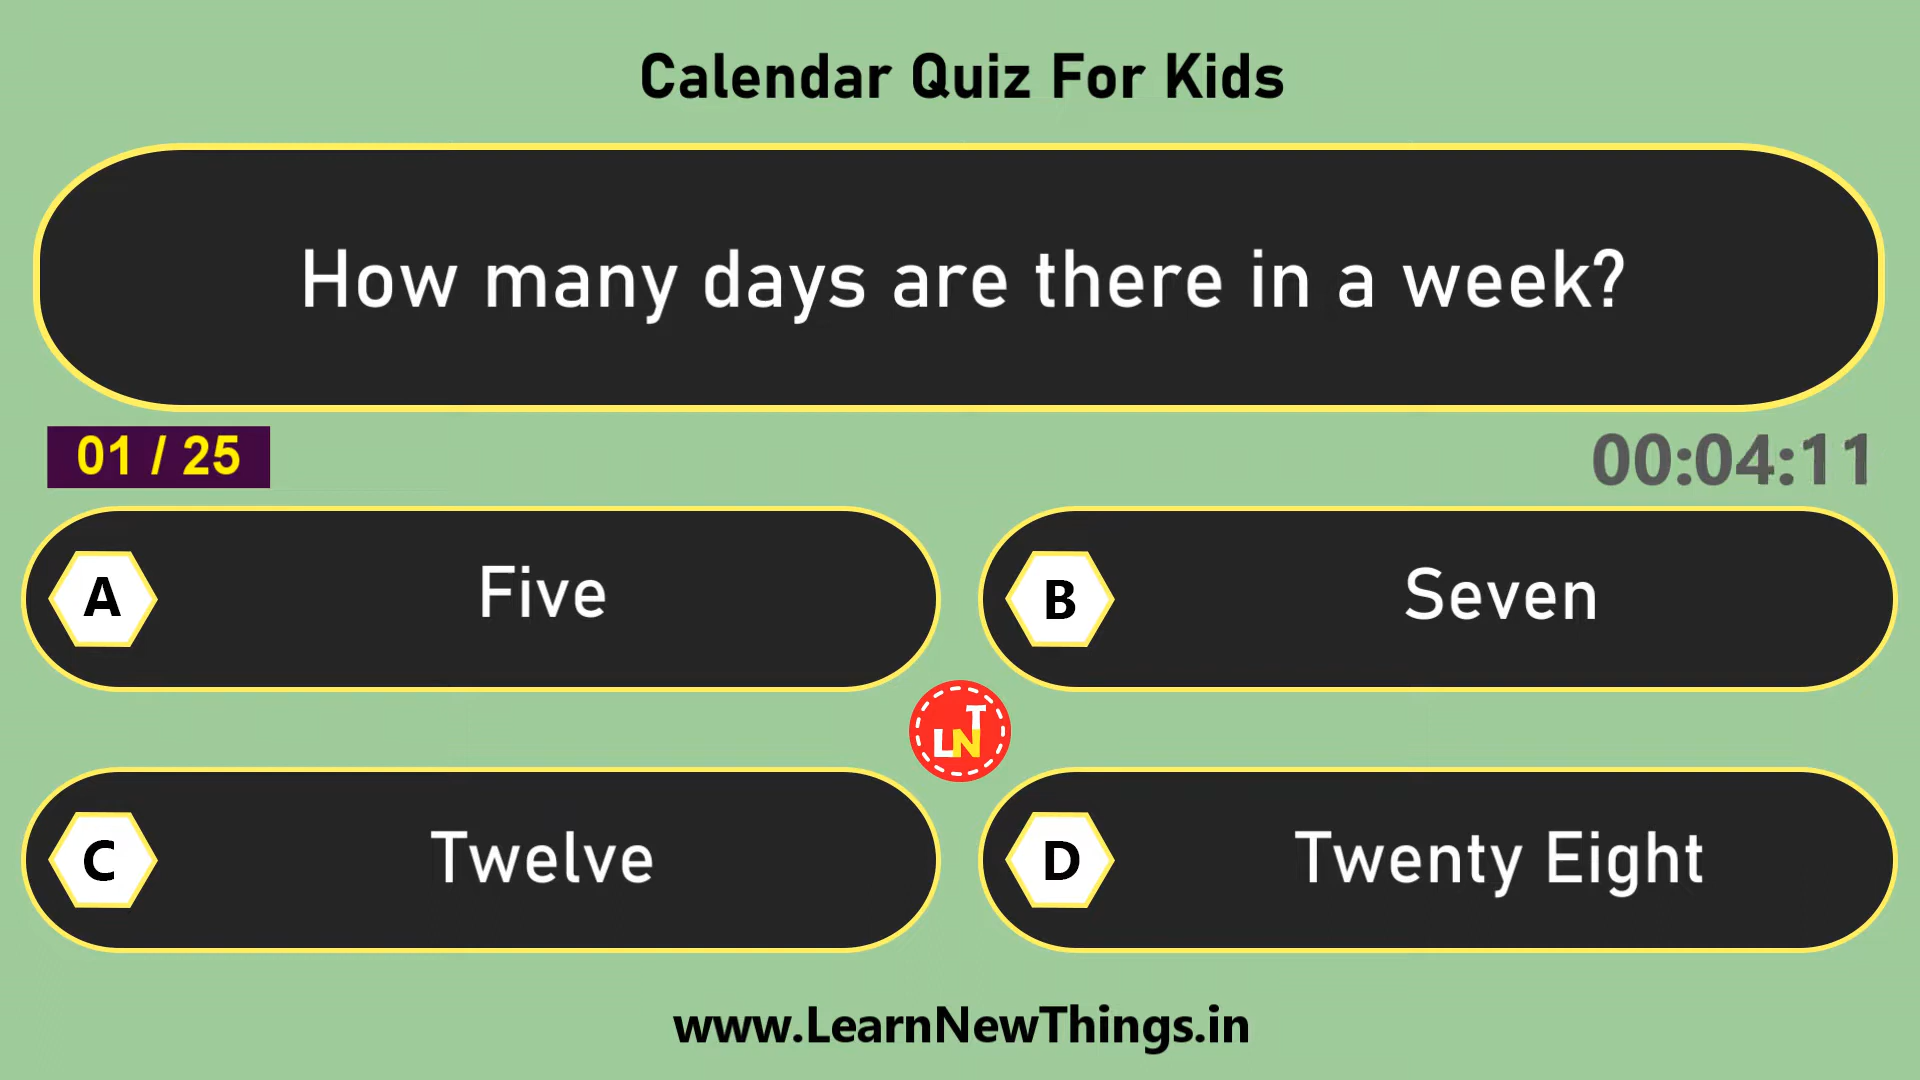 Calendar Quiz For Kids
How many days are there in a week?
01 / 25
00:04:11
A
Five
B
Seven
LNT
C
Twelve
D
Twenty Eight
www.LearnNewThings.in